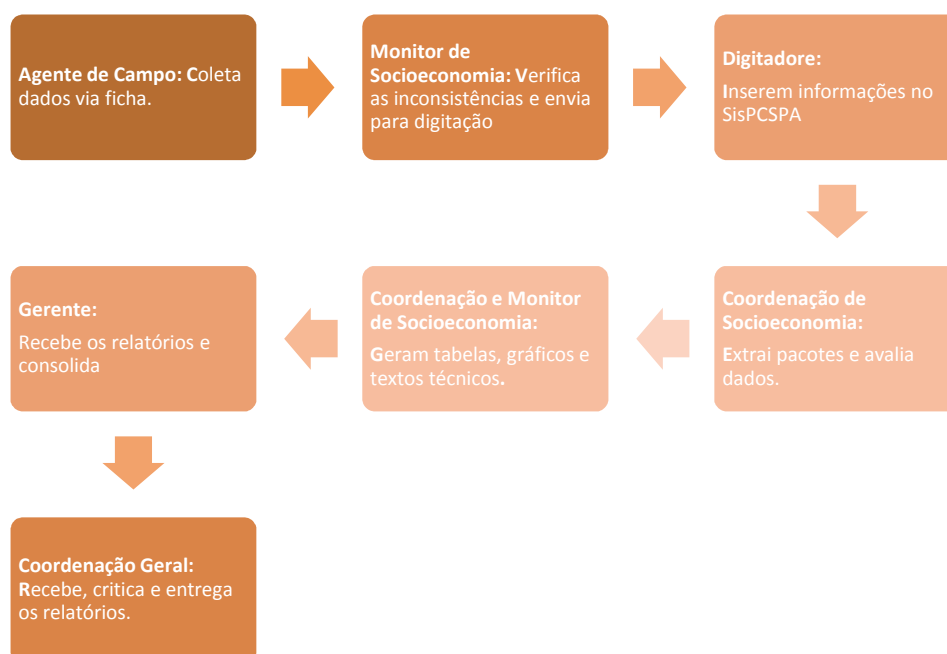 Agente de Campo: Coleta
dados via ficha.
Monitor de
Socioeconomia: Verifica
as inconsistências e envia
para digitação
Digitadore:
Inserem informações no
SisPCSPA
Coordenação de
Socioeconomia:
Extrai pacotes e avalia
dados.
Coordenação e Monitor
de Socioeconomia:
Geram tabelas, gráficos e
textos técnicos.
Gerente:
Recebe os relatórios e
consolida
Coordenação Geral:
Recebe, critica e entrega
os relatórios.